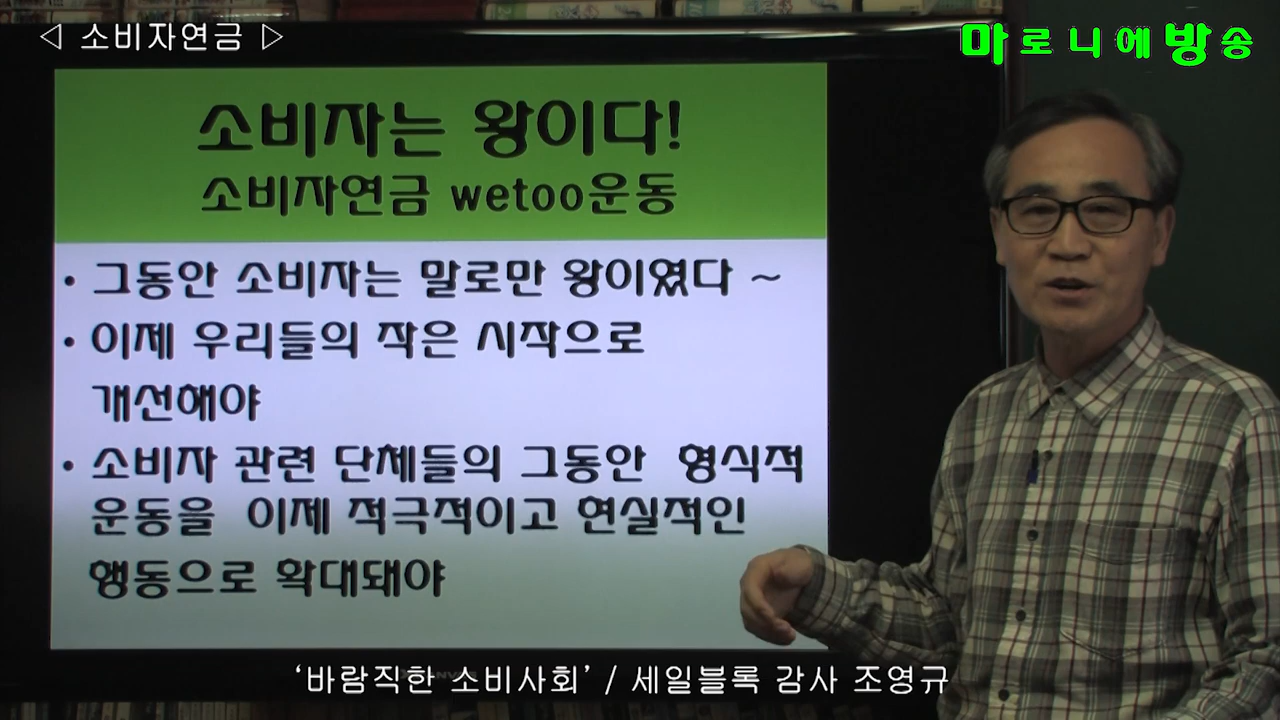 ◁ 소비자연금 ▷
마로니에방송
소비자는 왕이다!
소비자연금 wetoo운동
• 그동안 소비자는 말로만 왕이였다 ~
• 이제 우리들의 작은 시작으로
개선해야
• 소비자 관련 단체들의 그동안 형식적
운동을 이제 적극적이고 현실적인
행동으로 확대돼야
‘바람직한 소비사회’ / 세일블록 감사 조영규